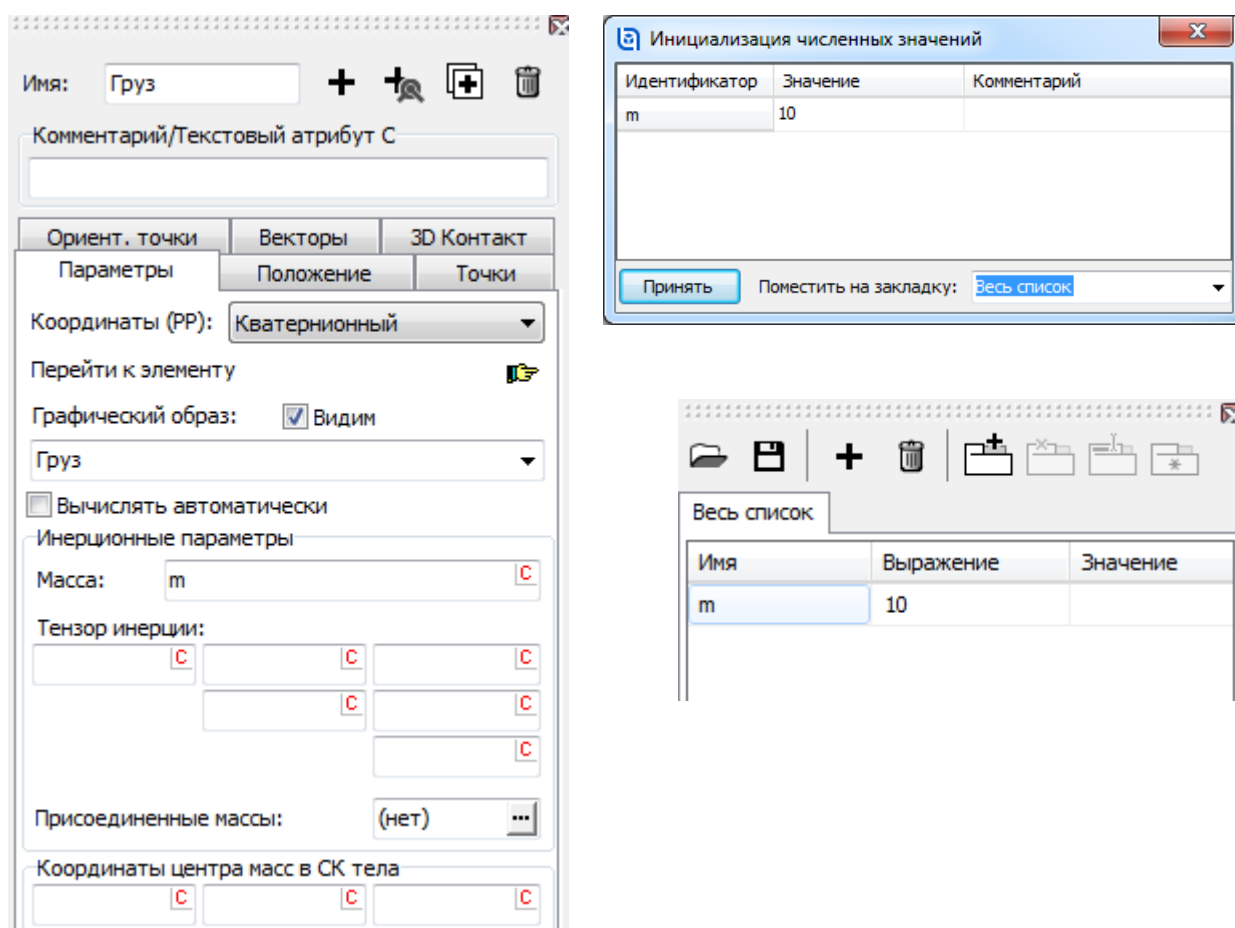 Имя: Груз
Комментарий/Текстовый атрибут C
Ориент. точки Векторы 3D Контакт
Параметры Положение Точки
Координаты (PP): Кватернионный
Перейти к элементу
Графический образ: Видим
Груз
Вычислять автоматически
Инерционные параметры
Масса: m C
Тензор инерции:
C C C
C C
C
Присоединенные массы: (нет) ...
Координаты центра масс в СК тела
C C C
Инициализация численных значений
Идентификатор Значение Комментарий
m 10
Принять Поместить на закладку: Весь список
Весь список
Имя Выражение Значение
m 10